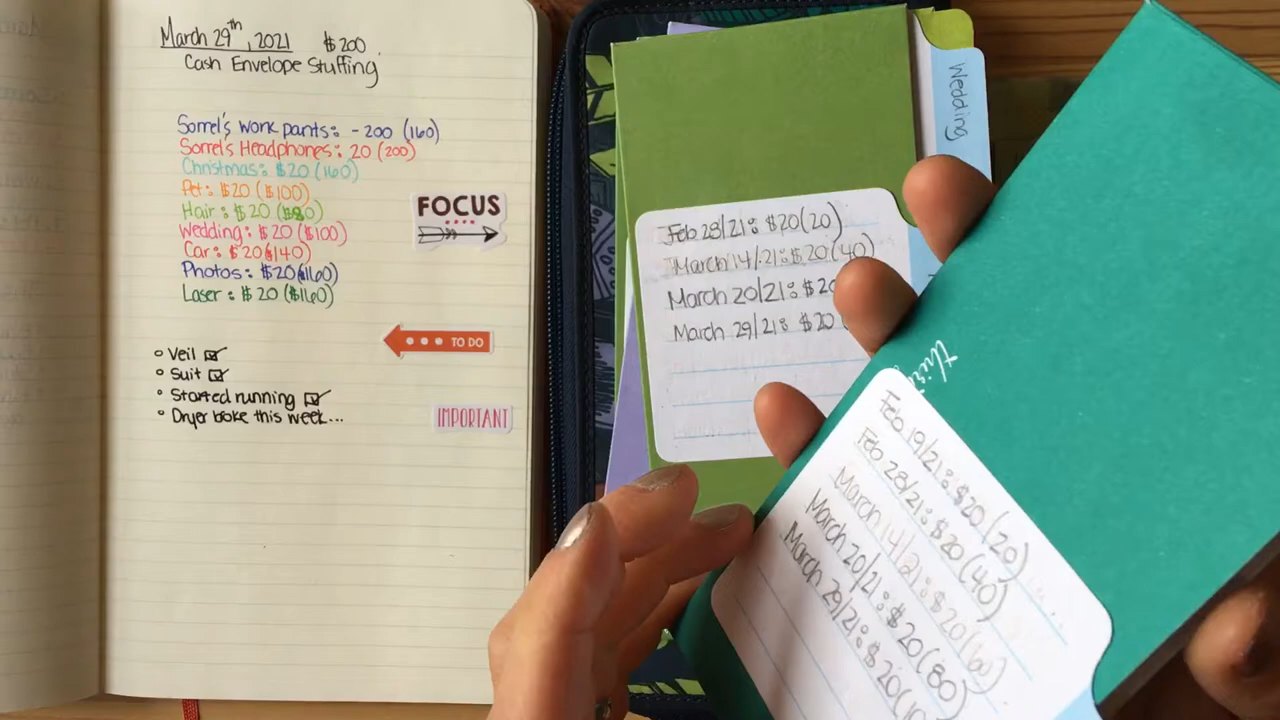 March 29th, 2021 $200
Cash Envelope Stuffing
Sorrel's work pants: - 200 (160)
Sorrel's Headphones: 20 (200)
Christmas: $20 (160)
Pet: $20 ($100)
Hair: $20 ($80)
Wedding: $20 ($100)
Car: $20 ($140)
Photos: $20 ($160)
Laser: $20 ($160)
FOCUS
TO DO
Veil
Suit
Started running
Dryer broke this week...
IMPORTANT
Wedding
Feb 28/21: $20 (20)
March 14/21: $20 (40)
March 20/21: $20
March 29/21: $20
Feb 19/21: $20 (20)
Feb 28/21: $20 (40)
March 14/21: $20 (60)
March 20/21: $20 (80)
March 29/21: $20